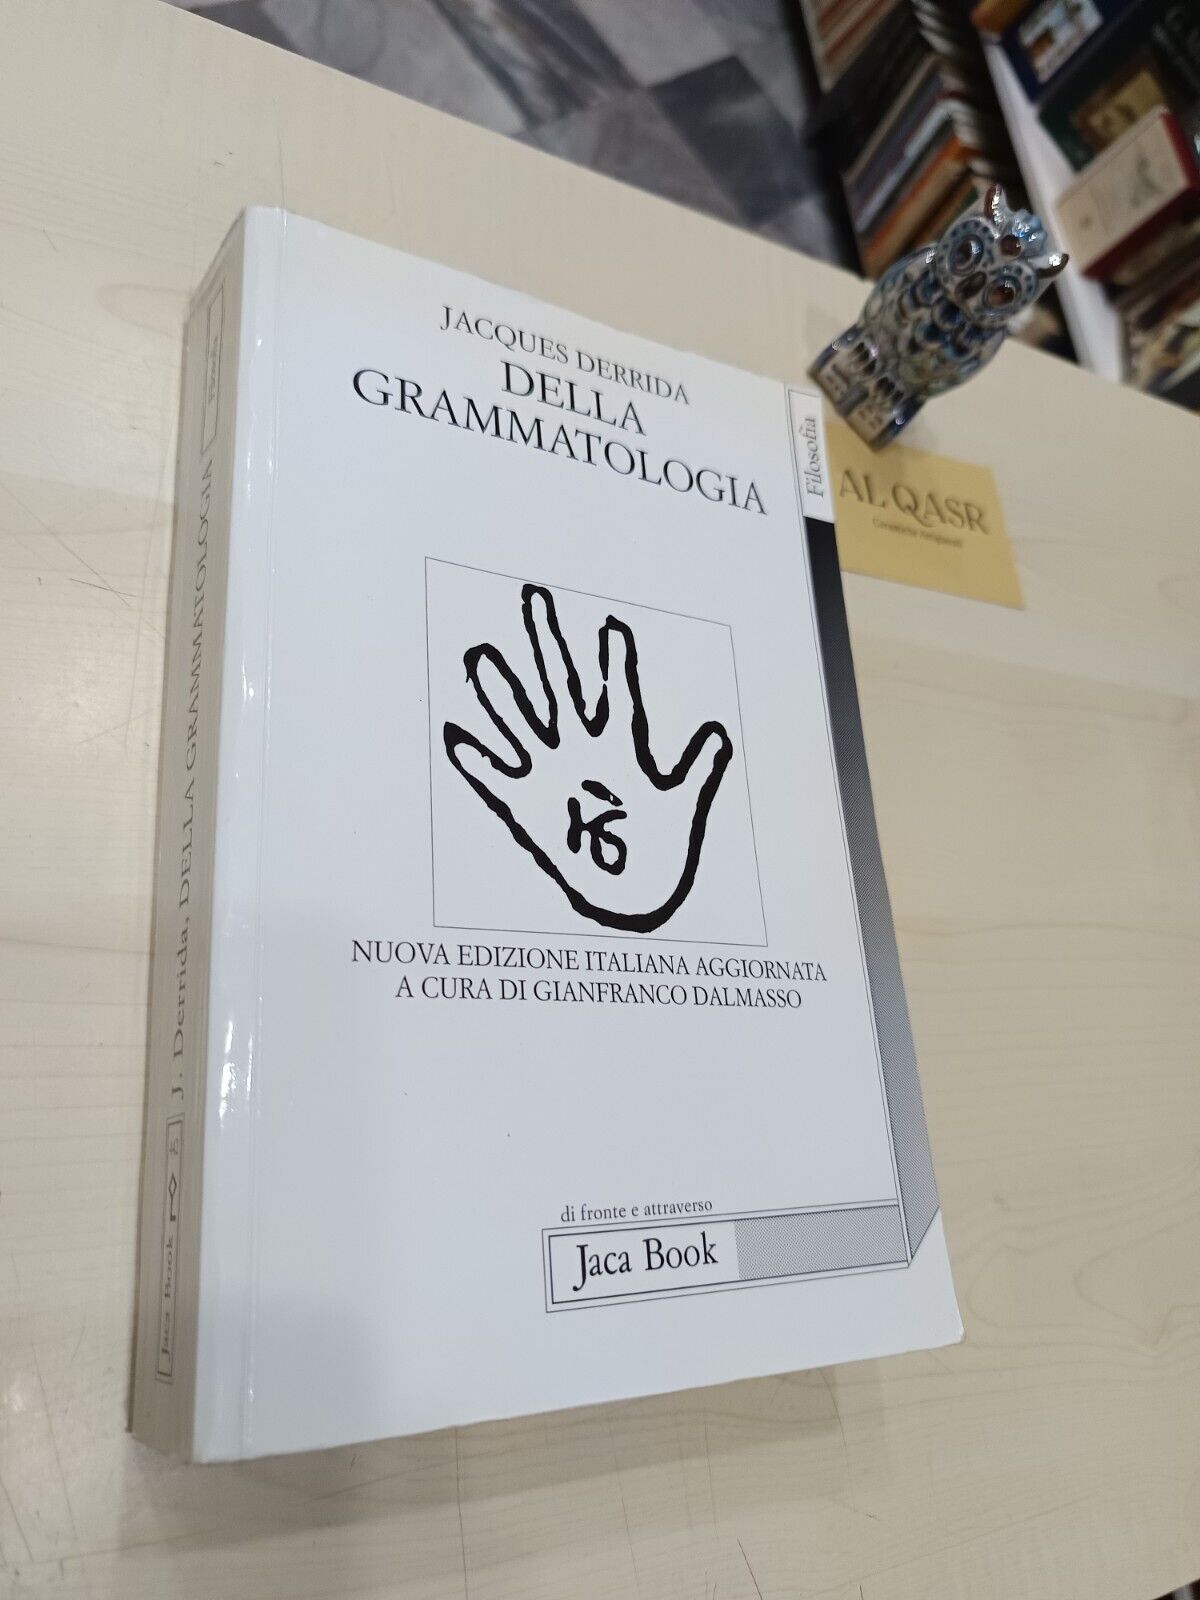 JACQUES DERRIDA
DELLA
GRAMMATOLOGIA
Filosofia
NUOVA EDIZIONE ITALIANA AGGIORNATA
A CURA DI GIANFRANCO DALMASSO
di fronte e attraverso
Jaca Book
J. Derrida, DELLA GRAMMATOLOGIA
Jaca Book
AL QASR